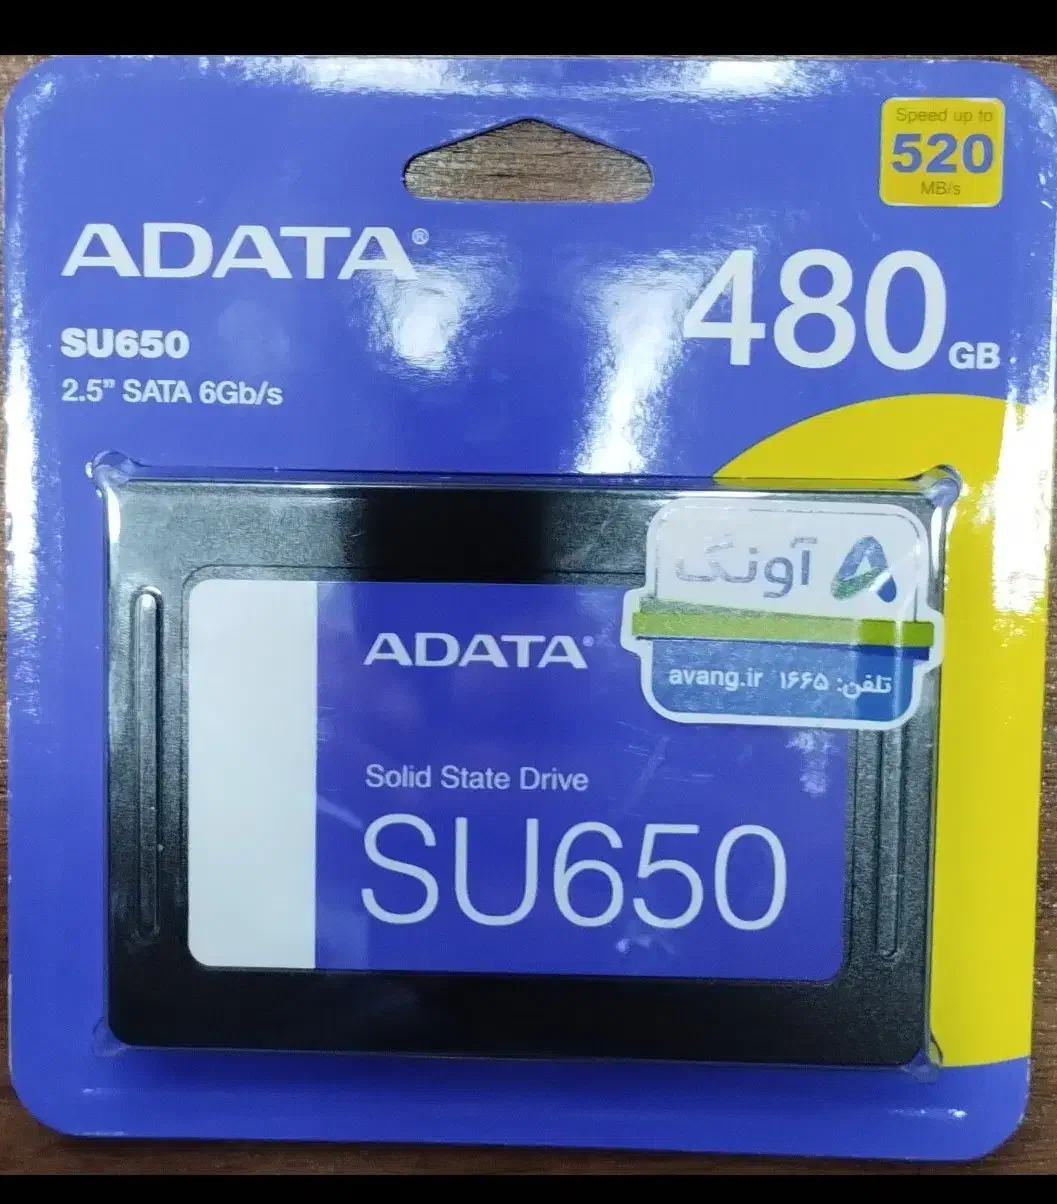 Speed up to
520
MB/s
ADATA®
480 GB
SU650
2.5” SATA 6Gb/s
آونگ
تلفن: ۱۶۶۵ avang.ir
ADATA®
Solid State Drive
SU650